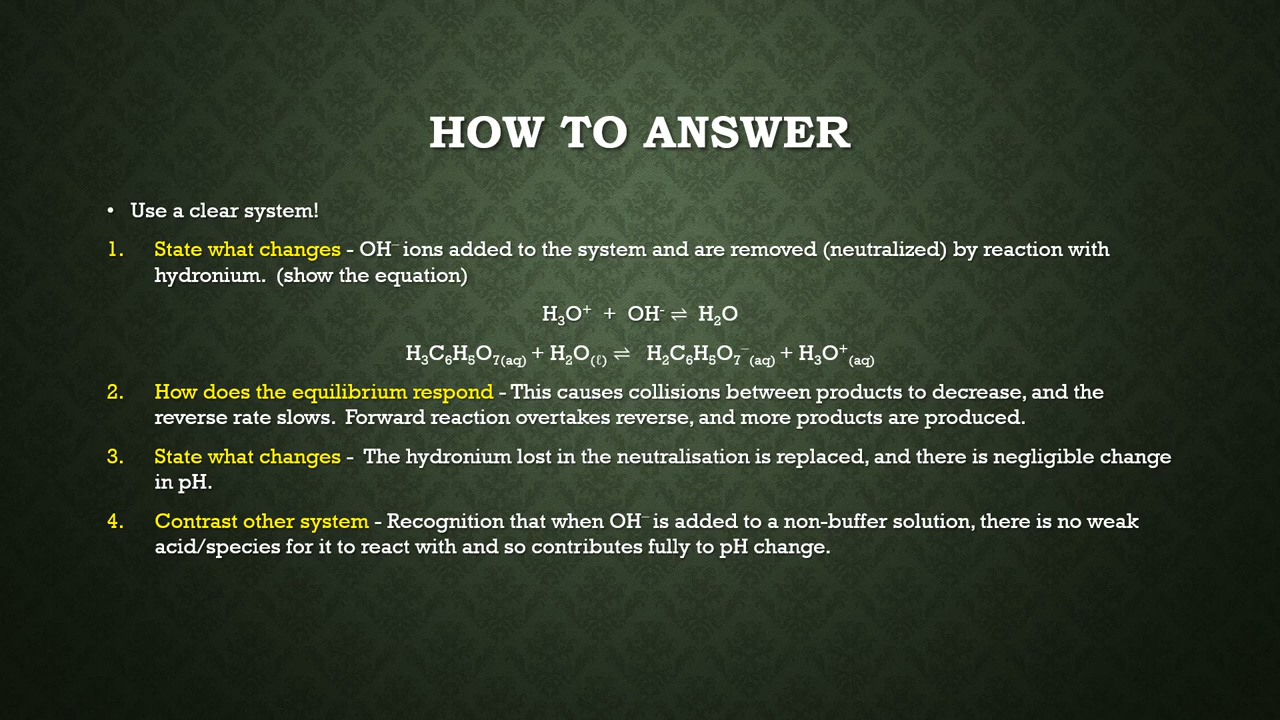 HOW TO ANSWER
• Use a clear system!
1. State what changes - OH⁻ ions added to the system and are removed (neutralized) by reaction with
hydronium. (show the equation)
H₃O⁺ + OH⁻ ⇌ H₂O
H₃C₆H₅O₇₍aq₎ + H₂O₍ℓ₎ ⇌ H₂C₆H₅O₇⁻₍aq₎ + H₃O⁺₍aq₎
2. How does the equilibrium respond - This causes collisions between products to decrease, and the
reverse rate slows. Forward reaction overtakes reverse, and more products are produced.
3. State what changes - The hydronium lost in the neutralisation is replaced, and there is negligible change
in pH.
4. Contrast other system - Recognition that when OH⁻ is added to a non-buffer solution, there is no weak
acid/species for it to react with and so contributes fully to pH change.